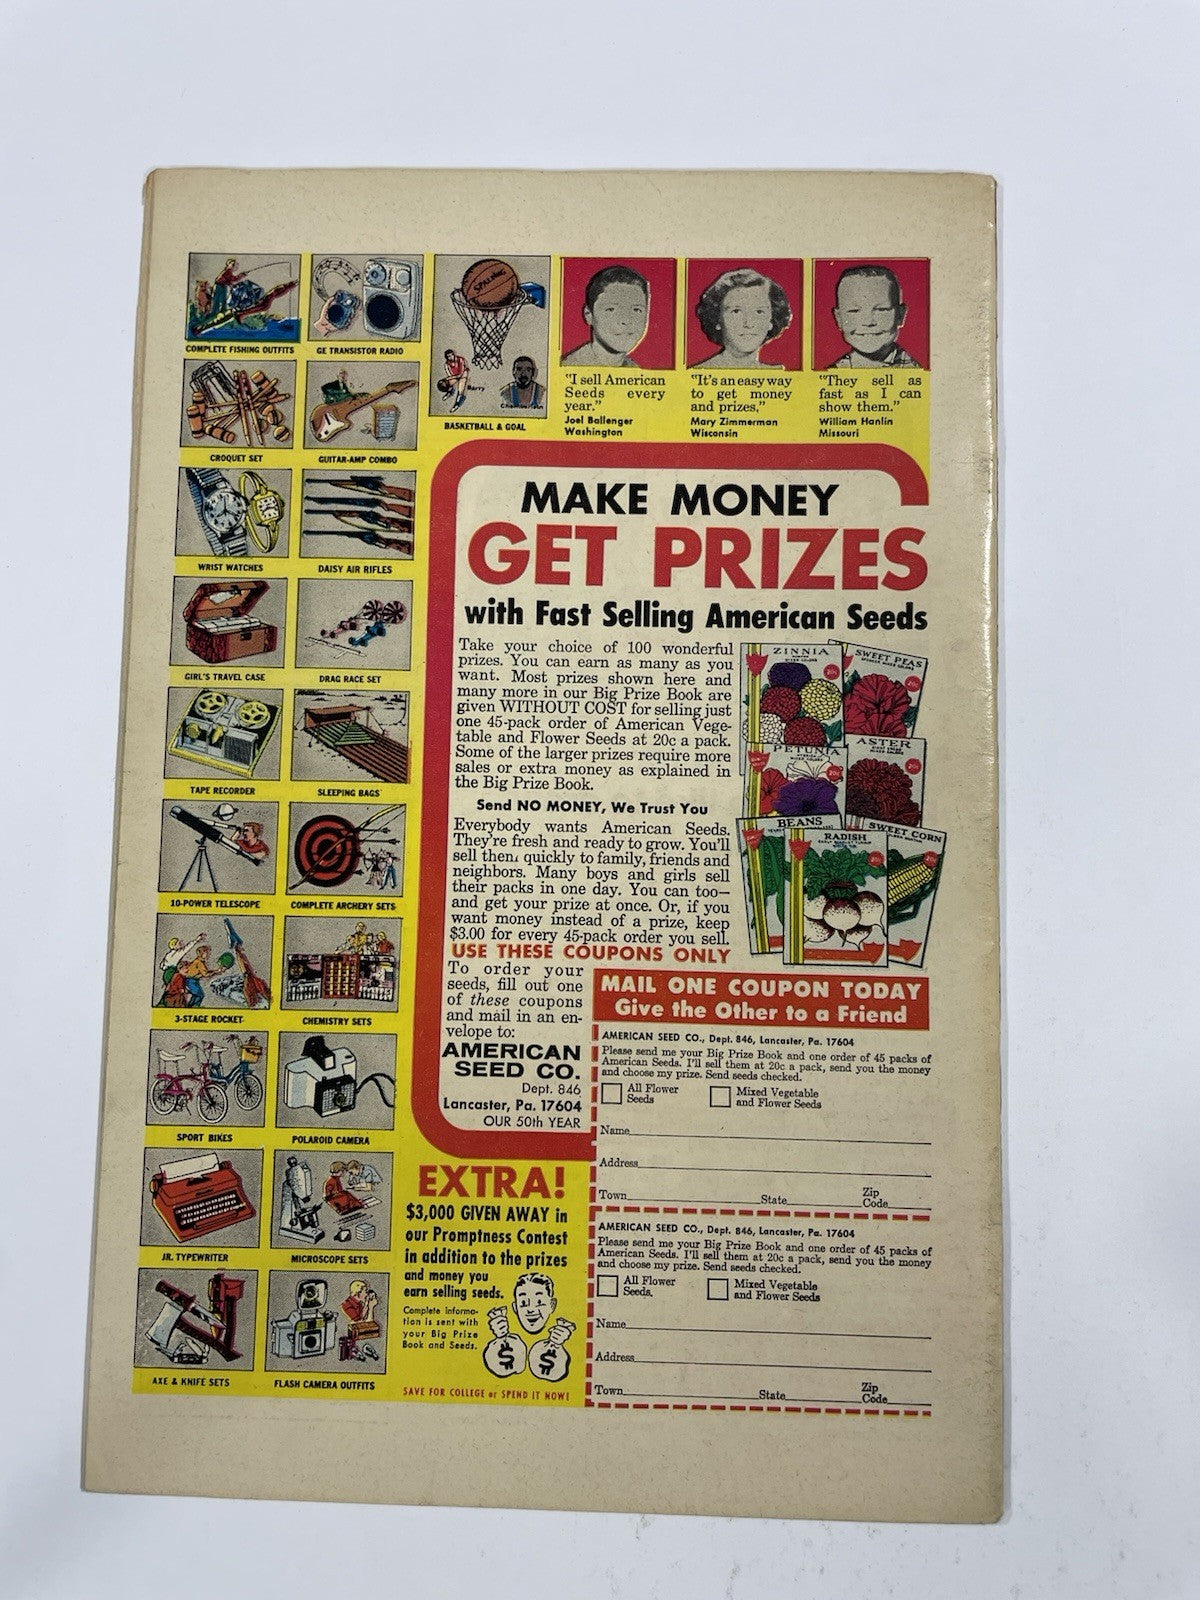 COMPLETE FISHING OUTFITS
GE TRANSISTOR RADIO
SPALDING
Barry
Chamberlain
BASKETBALL & GOAL
CROQUET SET
GUITAR-AMP COMBO
WRIST WATCHES
DAISY AIR RIFLES
GIRL'S TRAVEL CASE
DRAG RACE SET
TAPE RECORDER
SLEEPING BAGS
10-POWER TELESCOPE
COMPLETE ARCHERY SETS
3-STAGE ROCKET
CHEMISTRY SETS
SPORT BIKES
POLAROID CAMERA
JR. TYPEWRITER
MICROSCOPE SETS
AXE & KNIFE SETS
FLASH CAMERA OUTFITS
"I sell American
Seeds every
year."
Joel Ballenger
Washington
"It's an easy way
to get money
and prizes,"
Mary Zimmerman
Wisconsin
"They sell as
fast as I can
show them."
William Hanlin
Missouri
MAKE MONEY
GET PRIZES
with Fast Selling American Seeds
Take your choice of 100 wonderful
prizes. You can earn as many as you
want. Most prizes shown here and
many more in our Big Prize Book are
given WITHOUT COST for selling just
one 45-pack order of American Vege-
table and Flower Seeds at 20c a pack.
Some of the larger prizes require more
sales or extra money as explained in
the Big Prize Book.
Send NO MONEY, We Trust You
Everybody wants American Seeds.
They're fresh and ready to grow. You'll
sell them quickly to family, friends and
neighbors. Many boys and girls sell
their packs in one day. You can too—
and get your prize at once. Or, if you
want money instead of a prize, keep
$3.00 for every 45-pack order you sell.
USE THESE COUPONS ONLY
To order your
seeds, fill out one
of these coupons
and mail in an en-
velope to:
AMERICAN
SEED CO.
Dept. 846
Lancaster, Pa. 17604
OUR 50th YEAR
ZINNIA
SWEET PEAS
PETUNIA
ASTER
BEANS
RADISH
SWEET CORN
MAIL ONE COUPON TODAY
Give the Other to a Friend
AMERICAN SEED CO., Dept. 846, Lancaster, Pa. 17604
Please send me your Big Prize Book and one order of 45 packs of
American Seeds. I'll sell them at 20c a pack, send you the money
and choose my prize. Send seeds checked.
All Flower
Seeds
Mixed Vegetable
and Flower Seeds
Name
Address
Town State Zip
Code
AMERICAN SEED CO., Dept. 846, Lancaster, Pa. 17604
Please send me your Big Prize Book and one order of 45 packs of
American Seeds. I'll sell them at 20c a pack, send you the money
and choose my prize. Send seeds checked.
All Flower
Seeds.
Mixed Vegetable
and Flower Seeds
Name
Address
Town State Zip
Code
EXTRA!
$3,000 GIVEN AWAY in
our Promptness Contest
in addition to the prizes
and money you
earn selling seeds.
Complete informa-
tion is sent with
your Big Prize
Book and Seeds.
$ $
SAVE FOR COLLEGE or SPEND IT NOW!